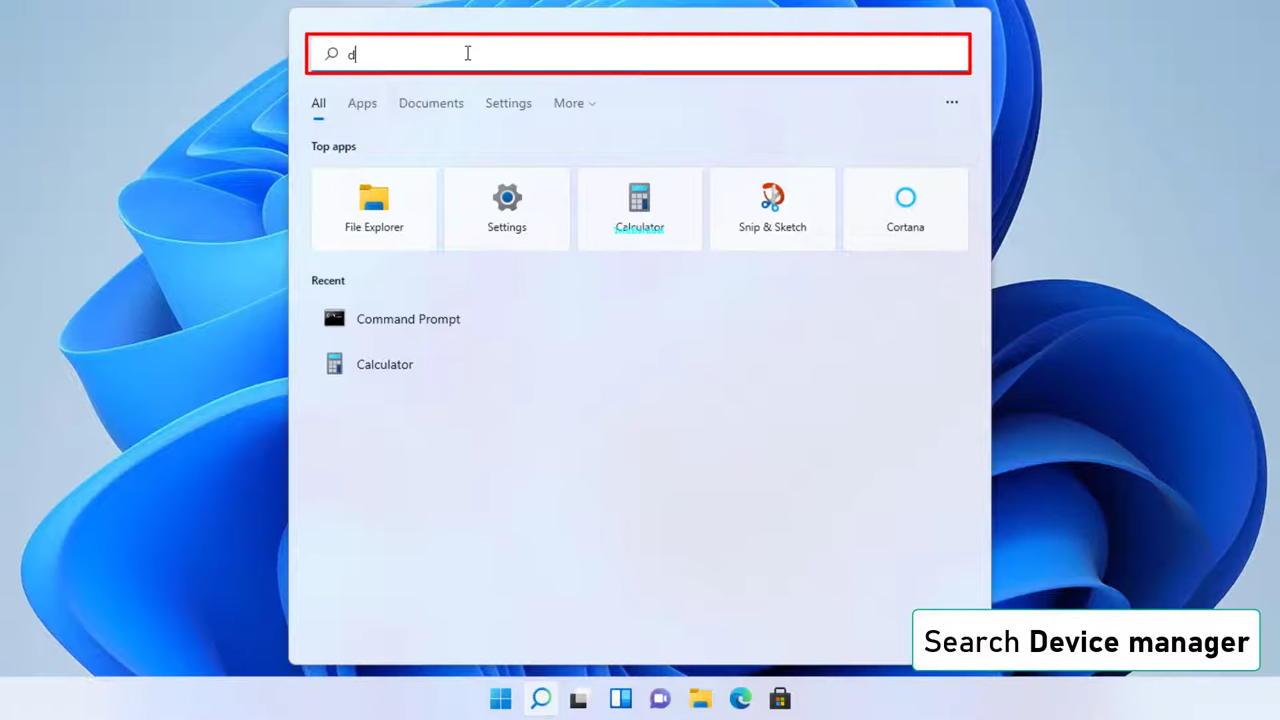 d
All Apps Documents Settings More ...
Top apps
File Explorer Settings Calculator Snip & Sketch Cortana
Recent
Command Prompt
Calculator
Search Device manager